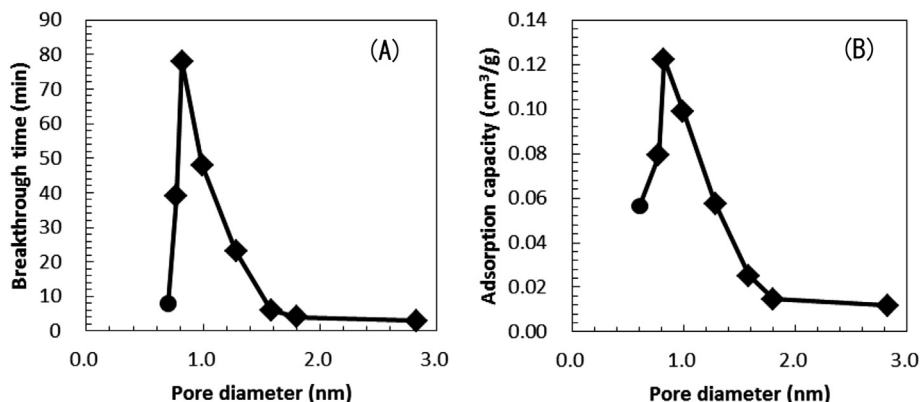 (A)
Breakthrough time (min)
90
80
70
60
50
40
30
20
10
0
0.0 1.0 2.0 3.0
Pore diameter (nm)
(B)
Adsorption capacity (cm³/g)
0.14
0.12
0.10
0.08
0.06
0.04
0.02
0.00
0.0 1.0 2.0 3.0
Pore diameter (nm)